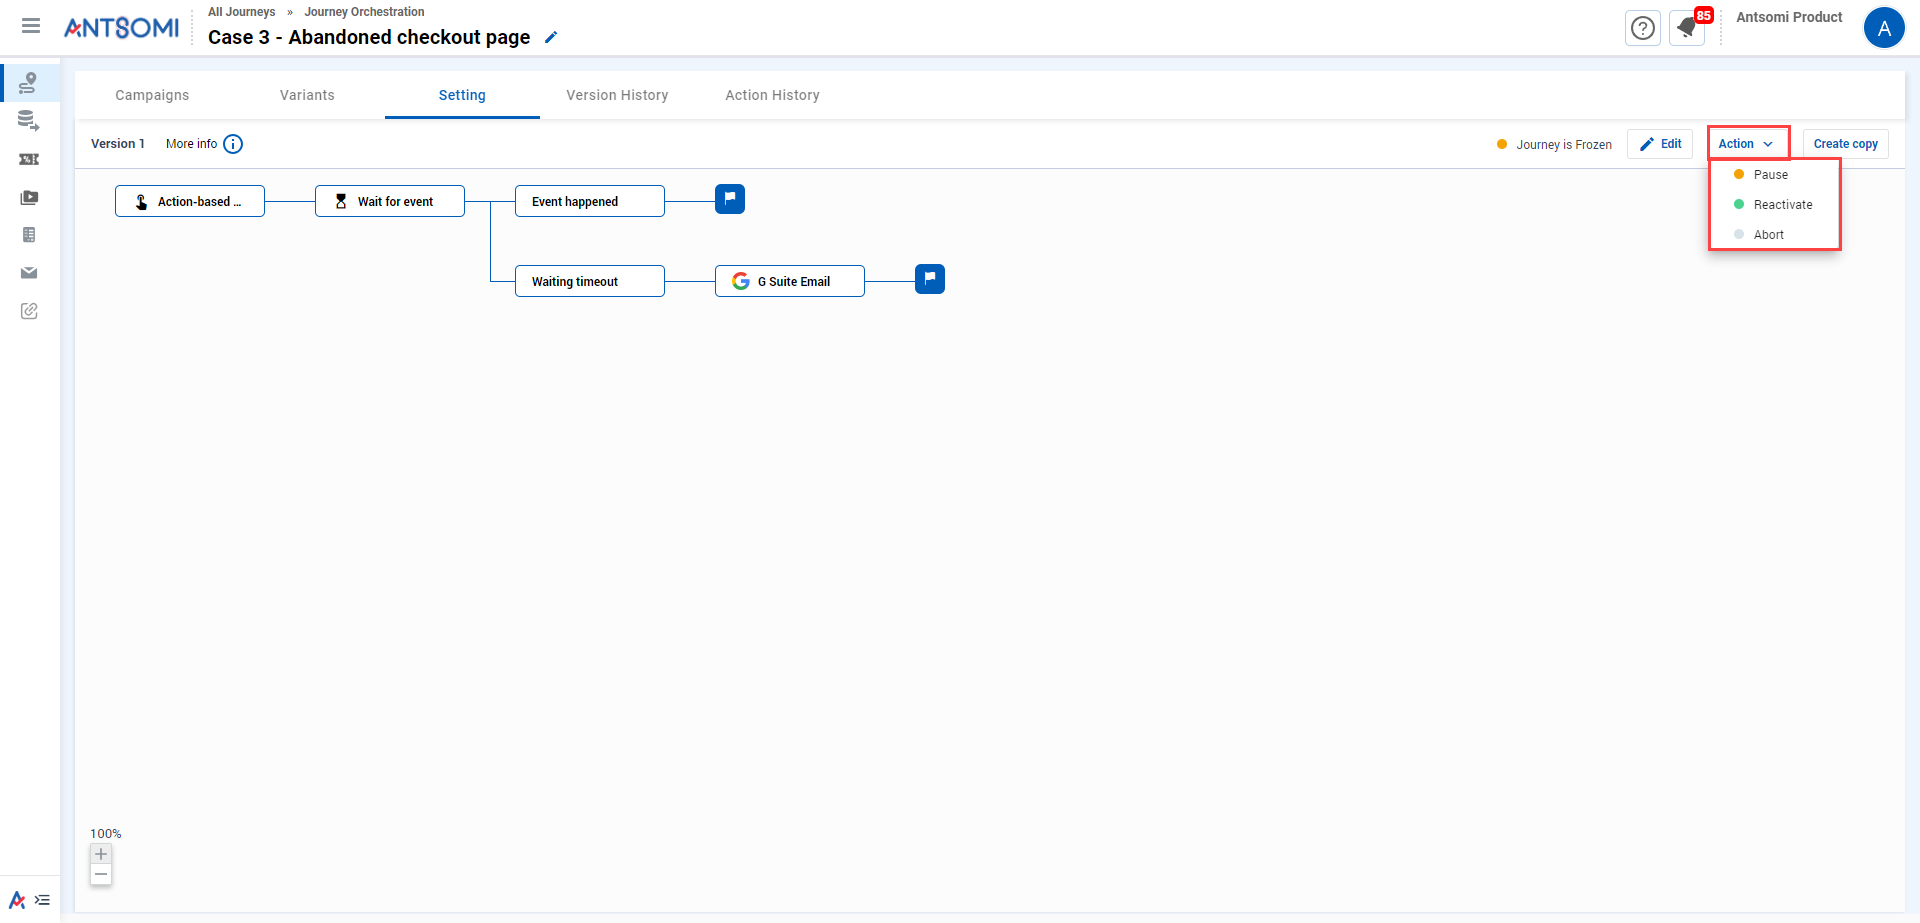 ANTSOMI
All Journeys » Journey Orchestration
Case 3 - Abandoned checkout page
85
Antsomi Product
A
Campaigns
Variants
Setting
Version History
Action History
Version 1
More info
Journey is Frozen
Edit
Action
Create copy
Pause
Reactivate
Abort
Action-based ...
Wait for event
Event happened
Waiting timeout
G Suite Email
100%